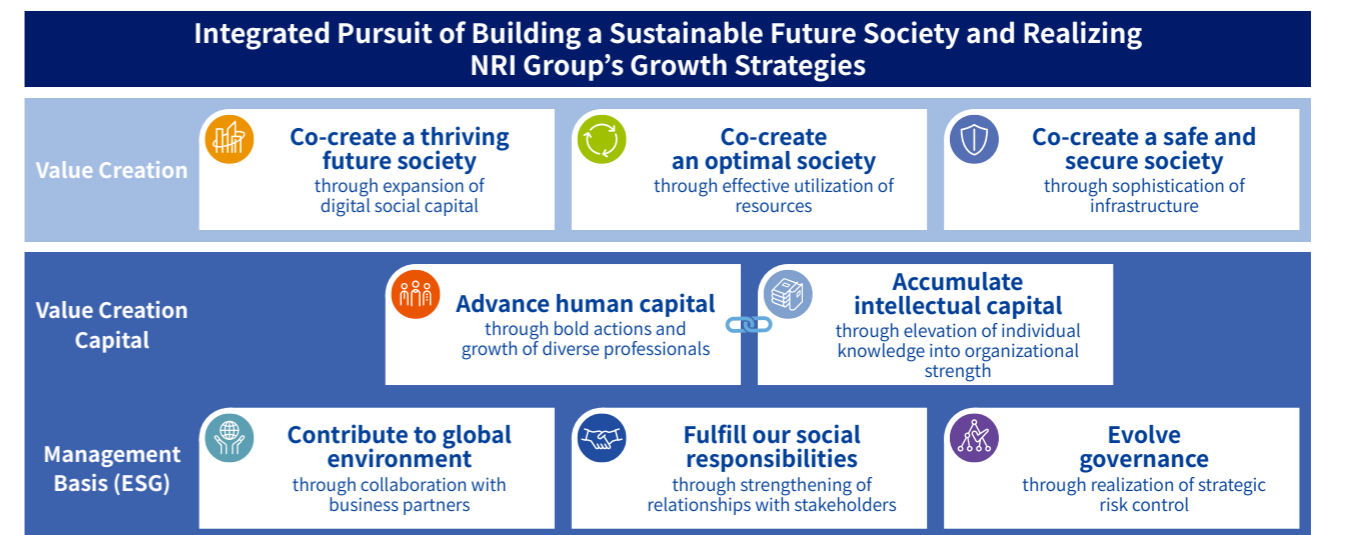 Integrated Pursuit of Building a Sustainable Future Society and Realizing
NRI Group’s Growth Strategies
Value Creation
Co-create a thriving
future society
through expansion of
digital social capital
Co-create
an optimal society
through effective utilization of
resources
Co-create a safe and
secure society
through sophistication of
infrastructure
Value Creation
Capital
Advance human capital
through bold actions and
growth of diverse professionals
Accumulate
intellectual capital
through elevation of individual
knowledge into organizational
strength
Management
Basis (ESG)
Contribute to global
environment
through collaboration with
business partners
Fulfill our social
responsibilities
through strengthening of
relationships with stakeholders
Evolve
governance
through realization of strategic
risk control